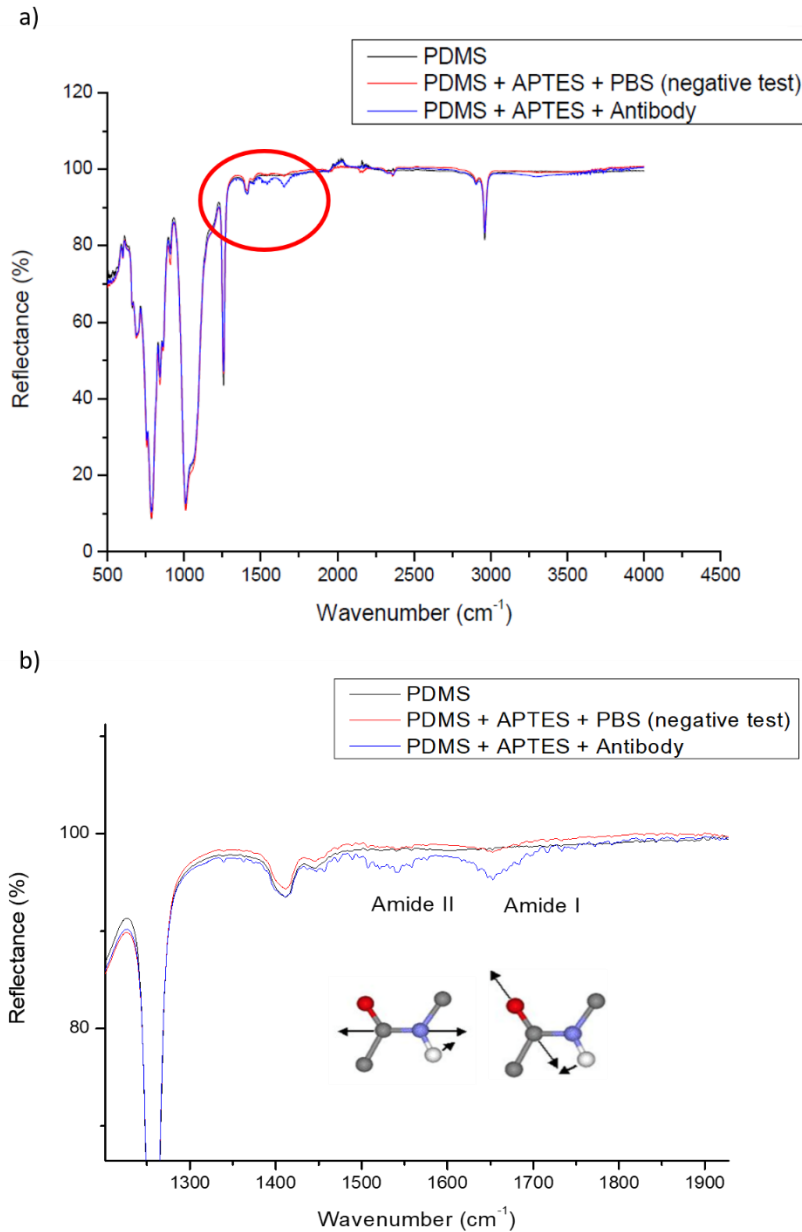 a)
PDMS
PDMS + APTES + PBS (negative test)
PDMS + APTES + Antibody
120
100
80
60
40
20
0
Reflectance (%)
500 1000 1500 2000 2500 3000 3500 4000 4500
Wavenumber (cm⁻¹)
b)
PDMS
PDMS + APTES + PBS (negative test)
PDMS + APTES + Antibody
100
80
Reflectance (%)
Amide II Amide I
1300 1400 1500 1600 1700 1800 1900
Wavenumber (cm⁻¹)